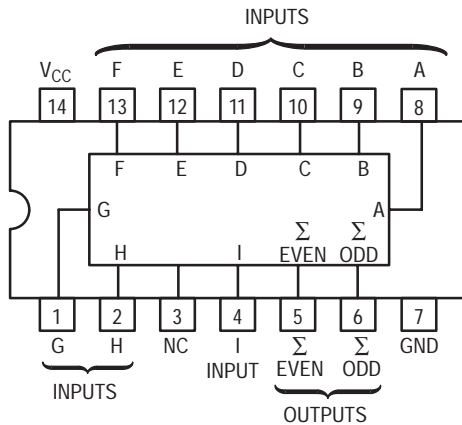 INPUTS
VCC F E D C B A
14 13 12 11 10 9 8
F E D C B
G A
H I Σ EVEN Σ ODD
1 2 3 4 5 6 7
G H NC I INPUT Σ EVEN Σ ODD GND
INPUTS
OUTPUTS